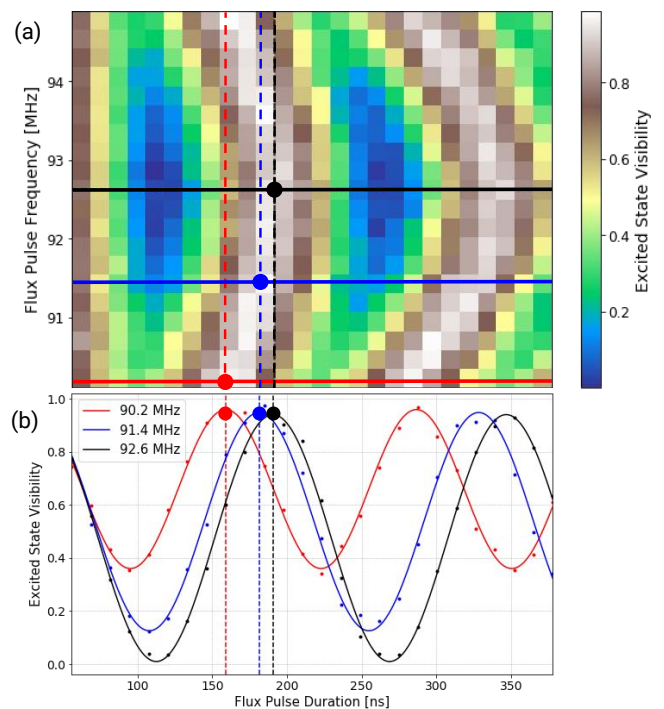 (a)
Flux Pulse Frequency [MHz]
94
93
92
91
0.8
0.6
0.4
0.2
Excited State Visibility
(b)
Excited State Visibility
1.0
0.8
0.6
0.4
0.2
0.0
90.2 MHz
91.4 MHz
92.6 MHz
100 150 200 250 300 350
Flux Pulse Duration [ns]